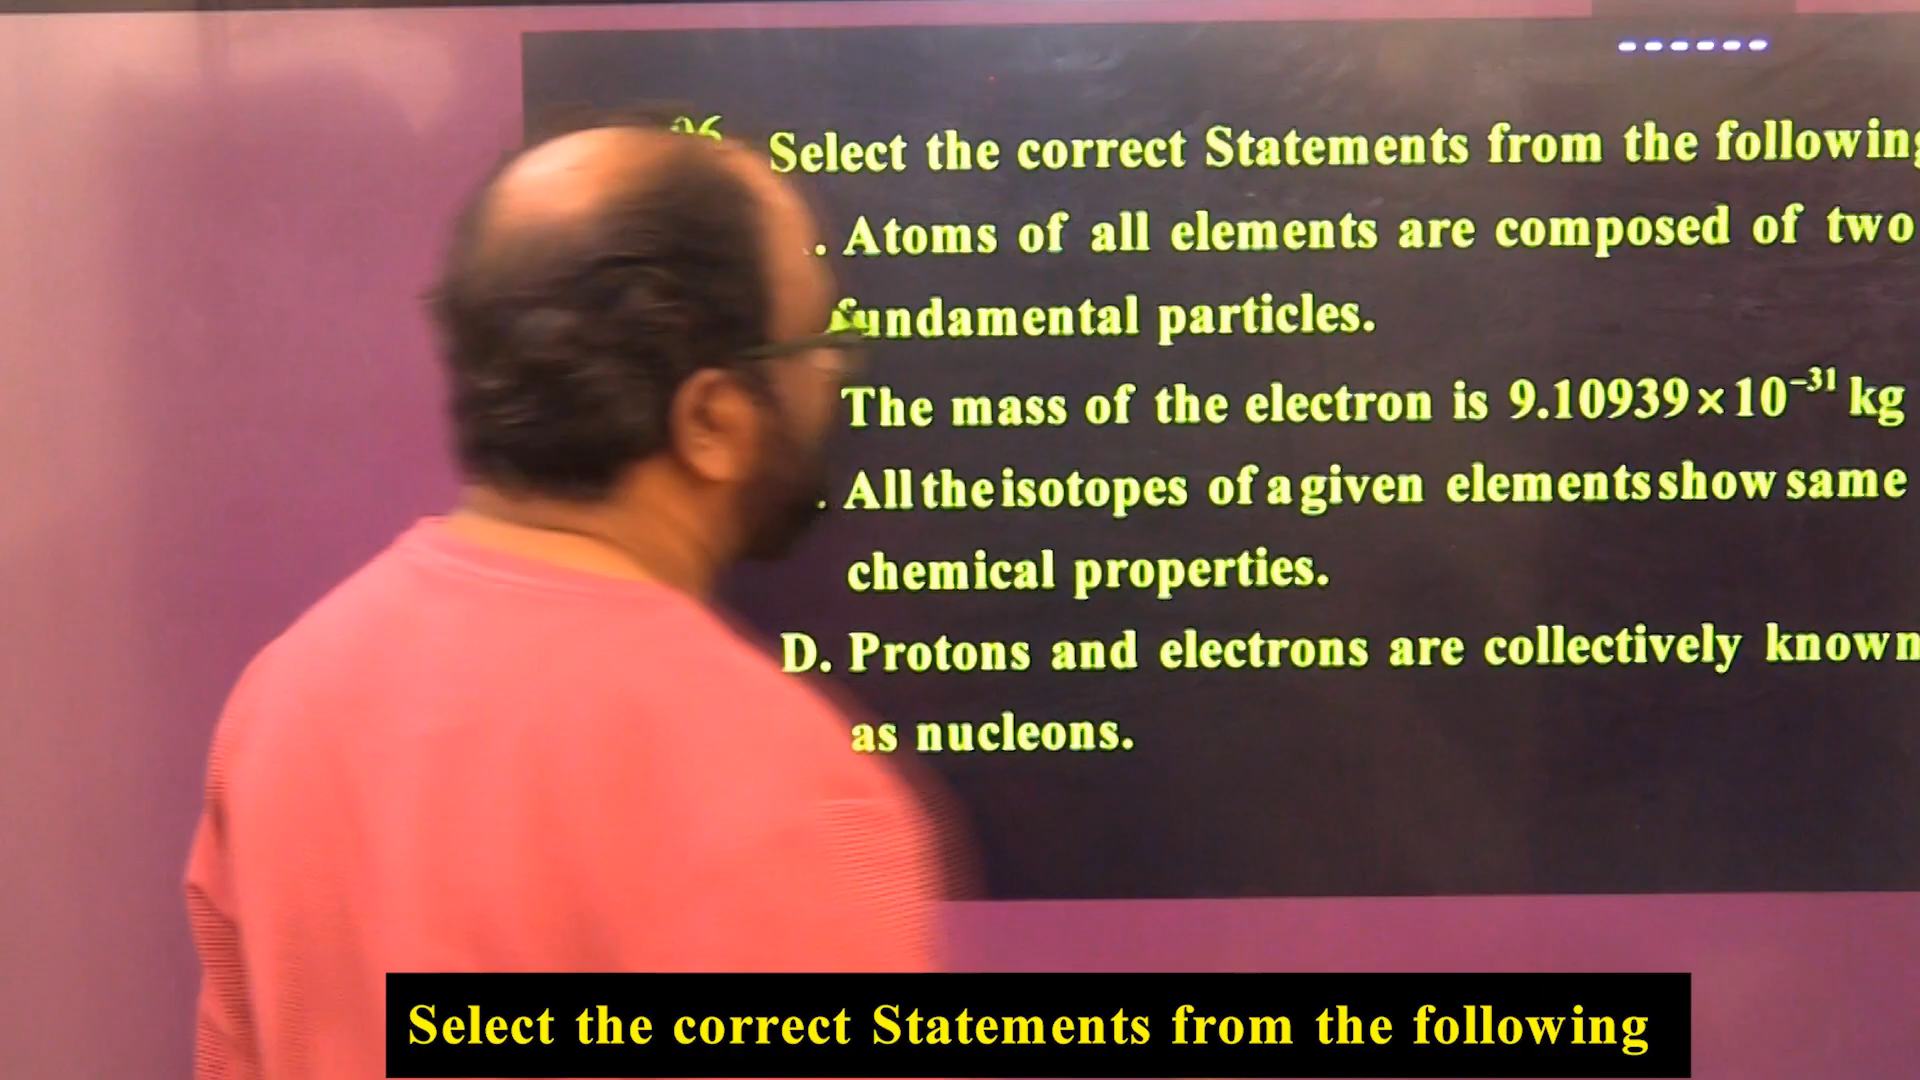 Select the correct Statements from the following
. Atoms of all elements are composed of two
fundamental particles.
The mass of the electron is 9.10939×10⁻³¹ kg
. All the isotopes of a given elements show same
chemical properties.
D. Protons and electrons are collectively known
as nucleons.
Select the correct Statements from the following